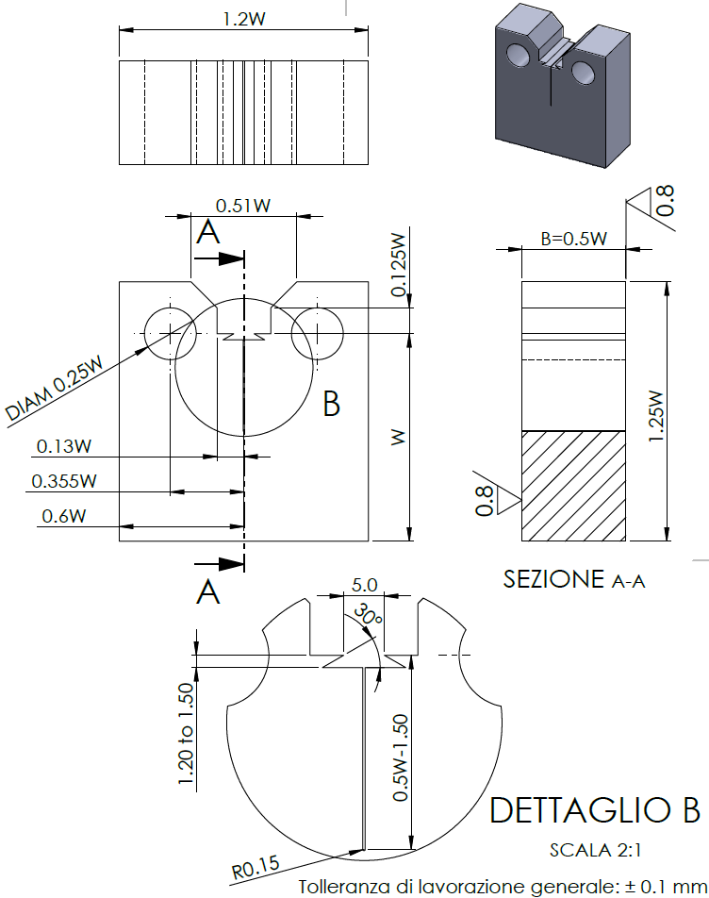 1.2W
0.51W
A
0.8
B=0.5W
0.125W
DIAM 0.25W
B
W
1.25W
0.13W
0.355W
0.6W
0.8
A
SEZIONE A-A
5.0
30°
1.20 to 1.50
0.5W-1.50
R0.15
DETTAGLIO B
SCALA 2:1
Tolleranza di lavorazione generale: ± 0.1 mm